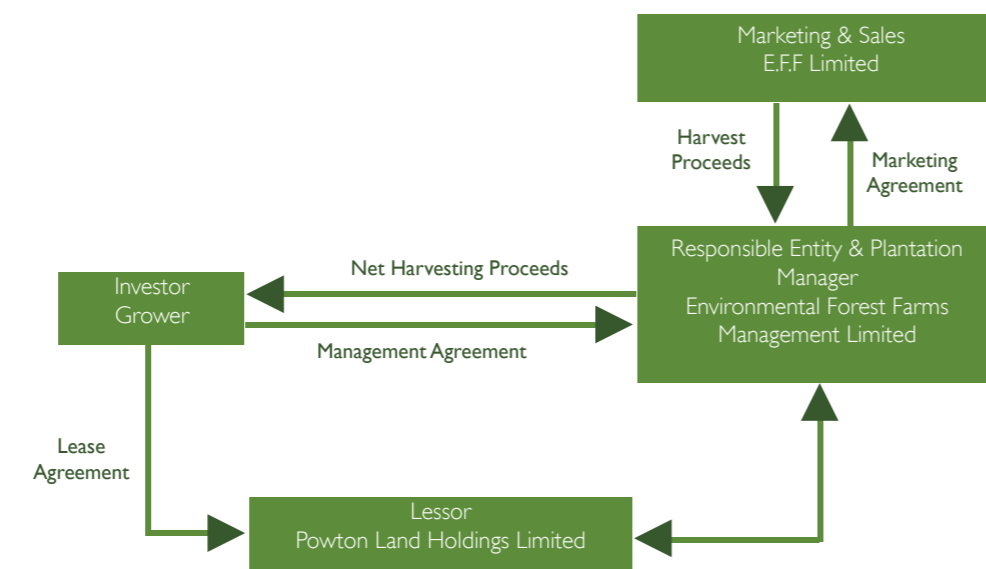 Marketing & Sales
E.F.F Limited
Harvest
Proceeds
Marketing
Agreement
Responsible Entity & Plantation
Manager
Environmental Forest Farms
Management Limited
Net Harvesting Proceeds
Investor
Grower
Management Agreement
Lease
Agreement
Lessor
Powton Land Holdings Limited